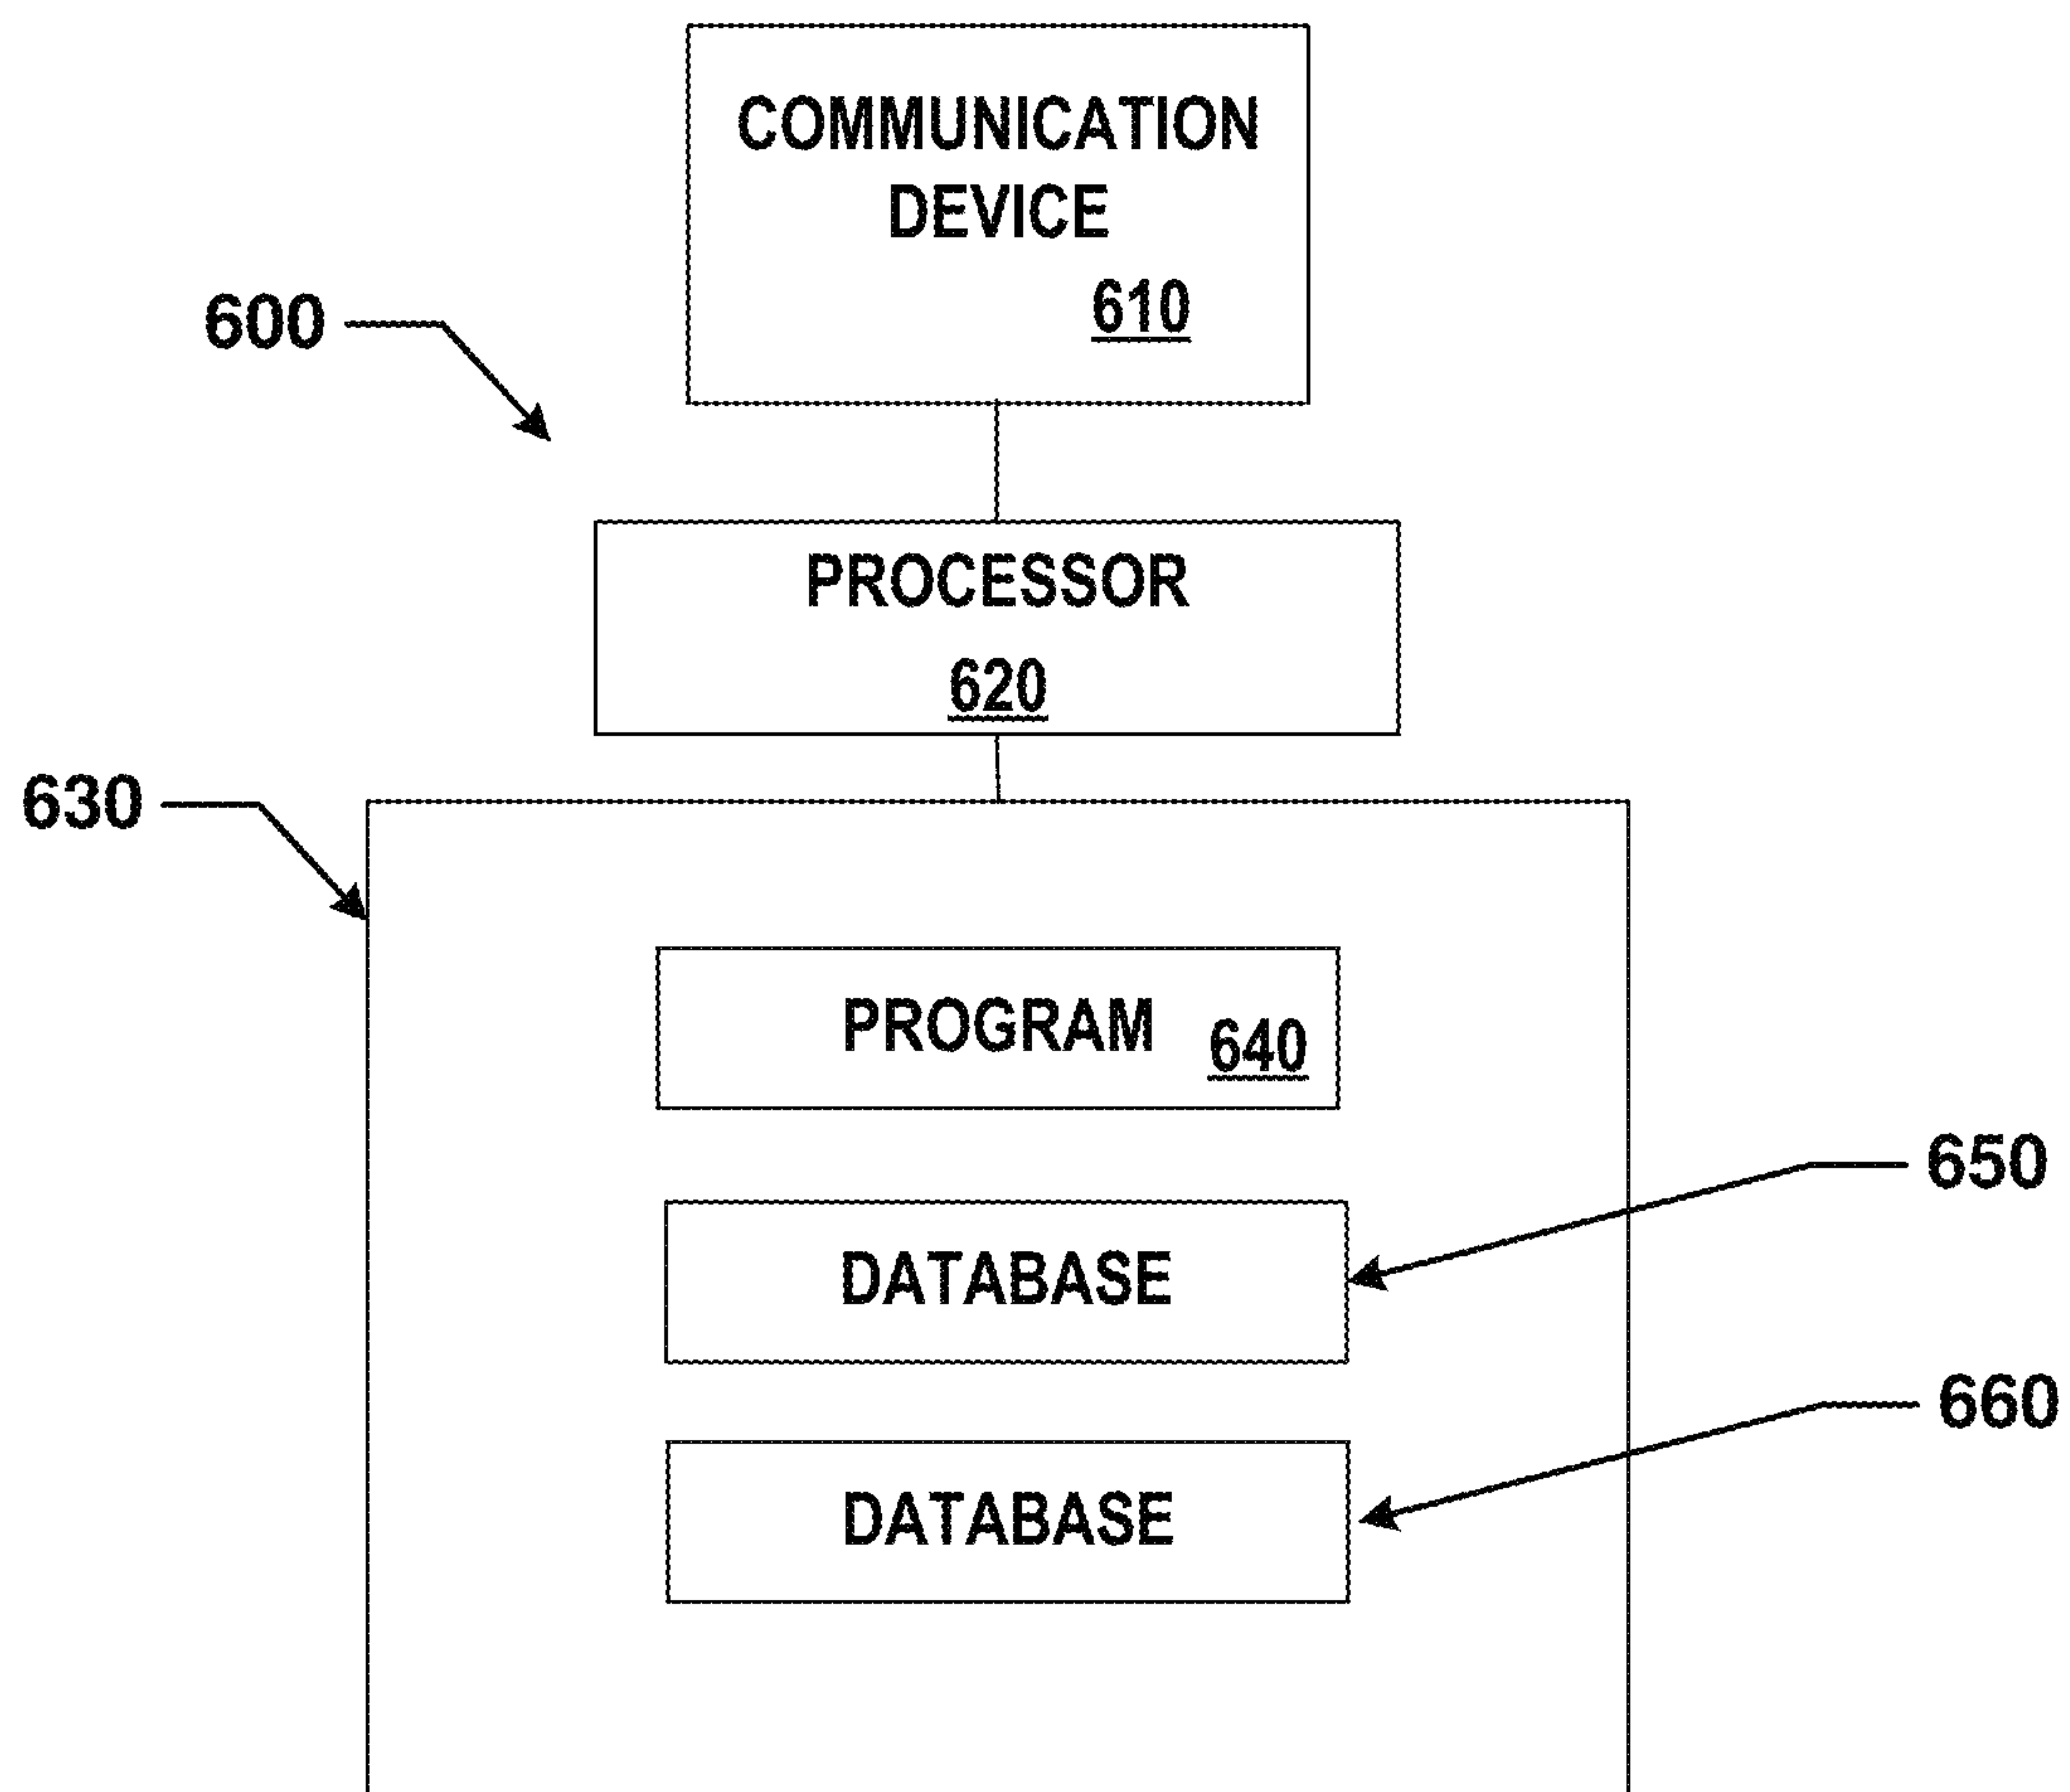 COMMUNICATION
DEVICE
610
600
PROCESSOR
620
630
PROGRAM 640
650
DATABASE
660
DATABASE